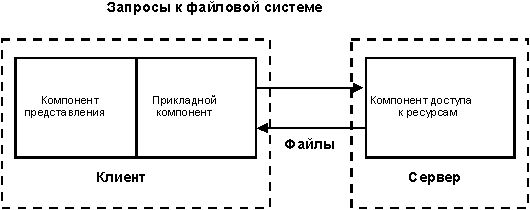 Запросы к файловой системе
Компонент
представления
Прикладной
компонент
Компонент доступа
к ресурсам
Файлы
Клиент
Сервер